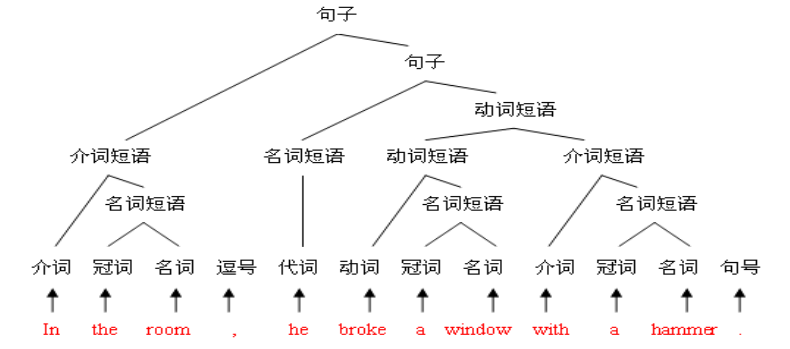 句子
句子
动词短语
介词短语 名词短语 动词短语 介词短语
名词短语 名词短语 名词短语
介词 冠词 名词 逗号 代词 动词 冠词 名词 介词 冠词 名词 句号
In the room , he broke a window with a hammer .